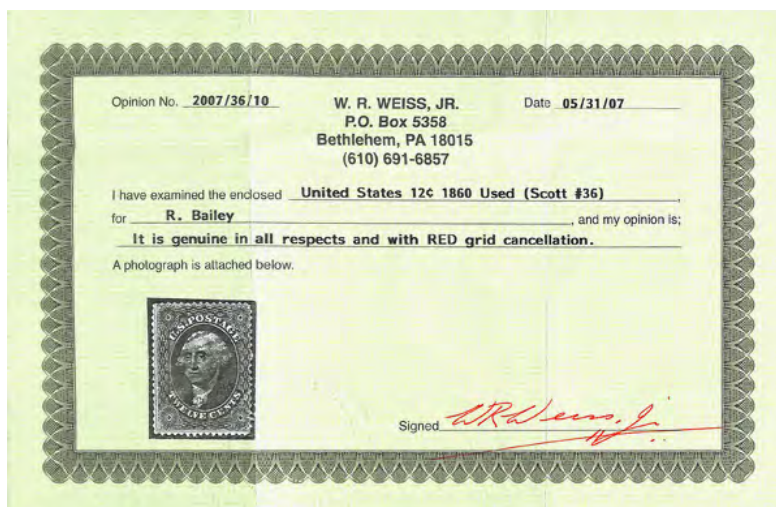 Opinion No. 2007/36/10
W. R. WEISS, JR.
P.O. Box 5358
Bethlehem, PA 18015
(610) 691-6857
Date 05/31/07
I have examined the enclosed United States 12¢ 1860 Used (Scott #36),
for R. Bailey, and my opinion is;
It is genuine in all respects and with RED grid cancellation.
A photograph is attached below.
U.S. POSTAGE
TWELVE CENTS
Signed WRWeiss, Jr.